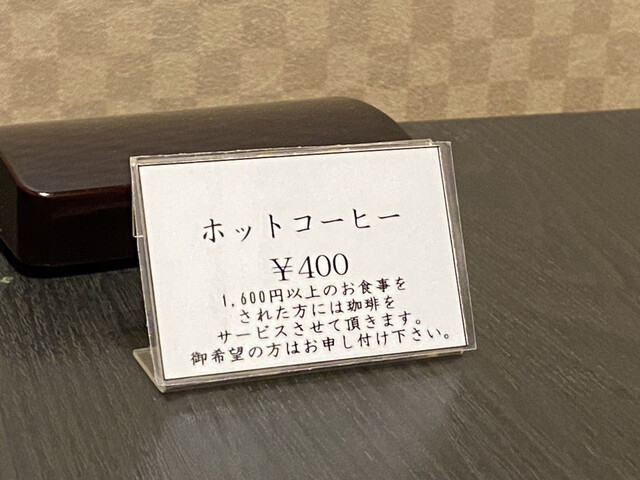 ホットコーヒー
￥400
1,600円以上のお食事を
された方には珈琲を
サービスさせて頂きます。
御希望の方はお申し付け下さい。